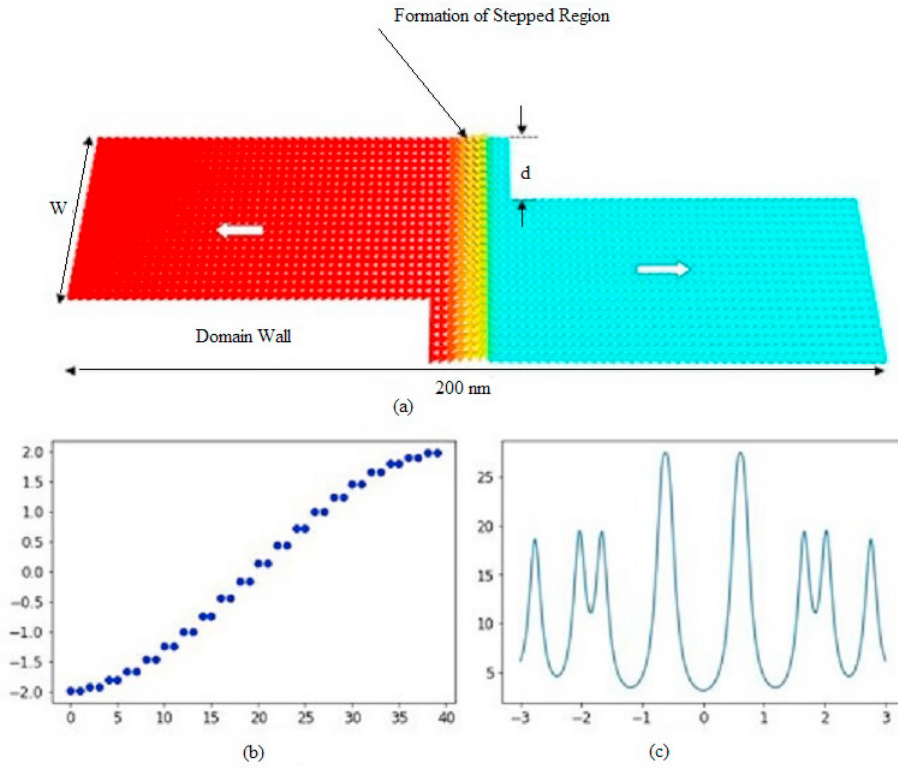 Formation of Stepped Region
d
W
Domain Wall
200 nm
(a)
2.0
1.5
1.0
0.5
0.0
−0.5
−1.0
−1.5
−2.0
0 5 10 15 20 25 30 35 40
(b)
25
20
15
10
5
−3 −2 −1 0 1 2 3
(c)